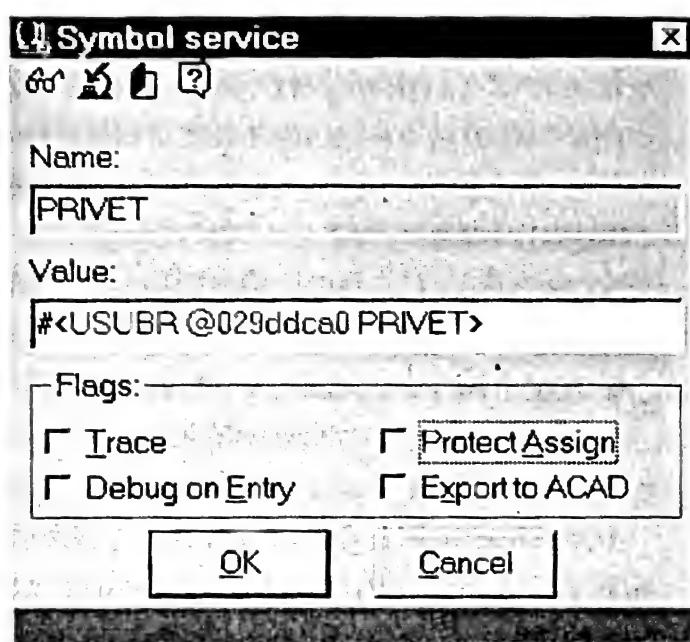 Symbol service
Name:
PRIVET
Value:
#<USUBR @029ddca0 PRIVET>
Flags:
Trace
Protect Assign
Debug on Entry
Export to ACAD
OK
Cancel